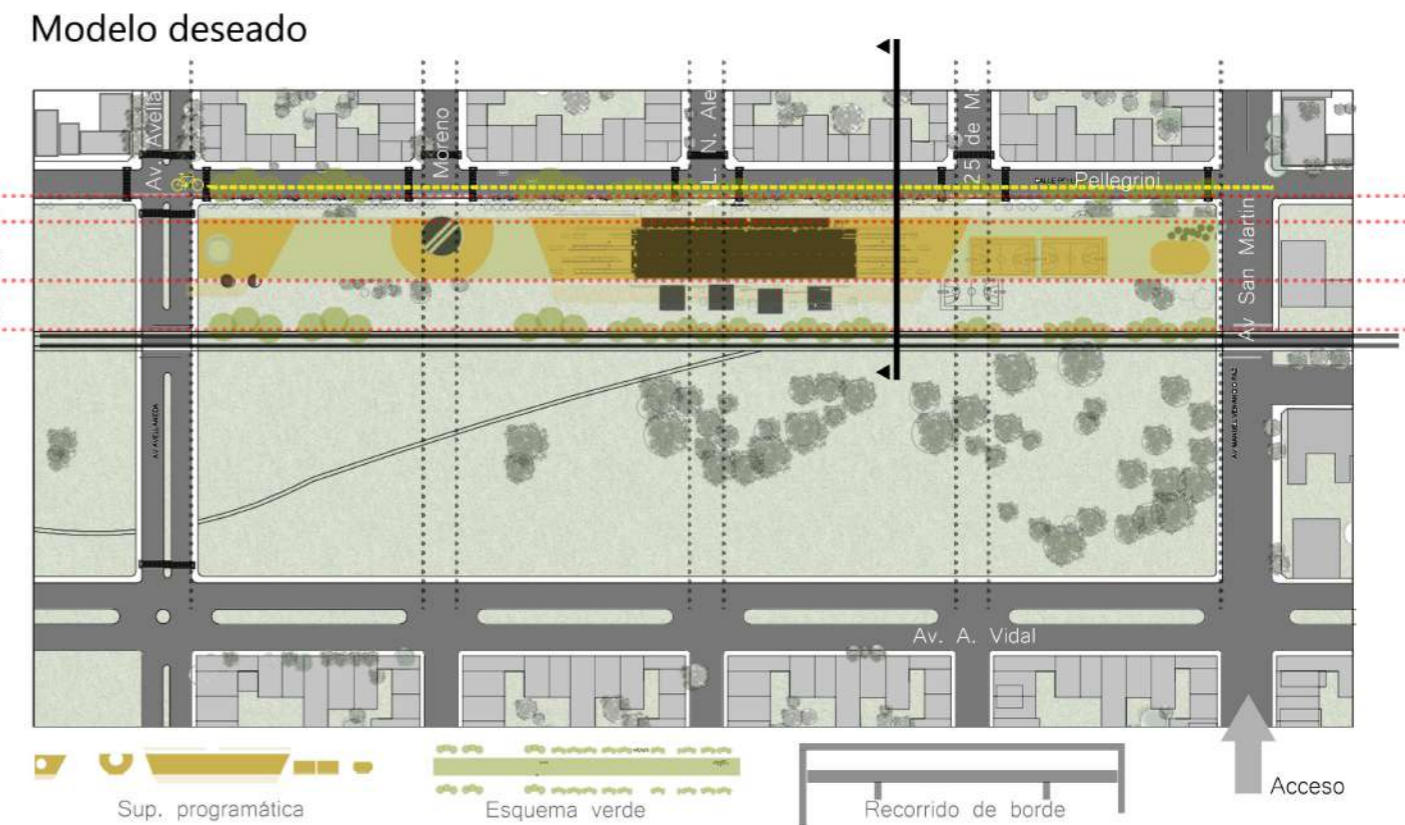 Modelo deseado
Av. Avella
Moreno
L. N. Ale
25 de Ma
Pellegrini
Av San Martin
AV. AVELLANEDA
Av. A. Vidal
Sup. programática
Esquema verde
Recorrido de borde
Acceso